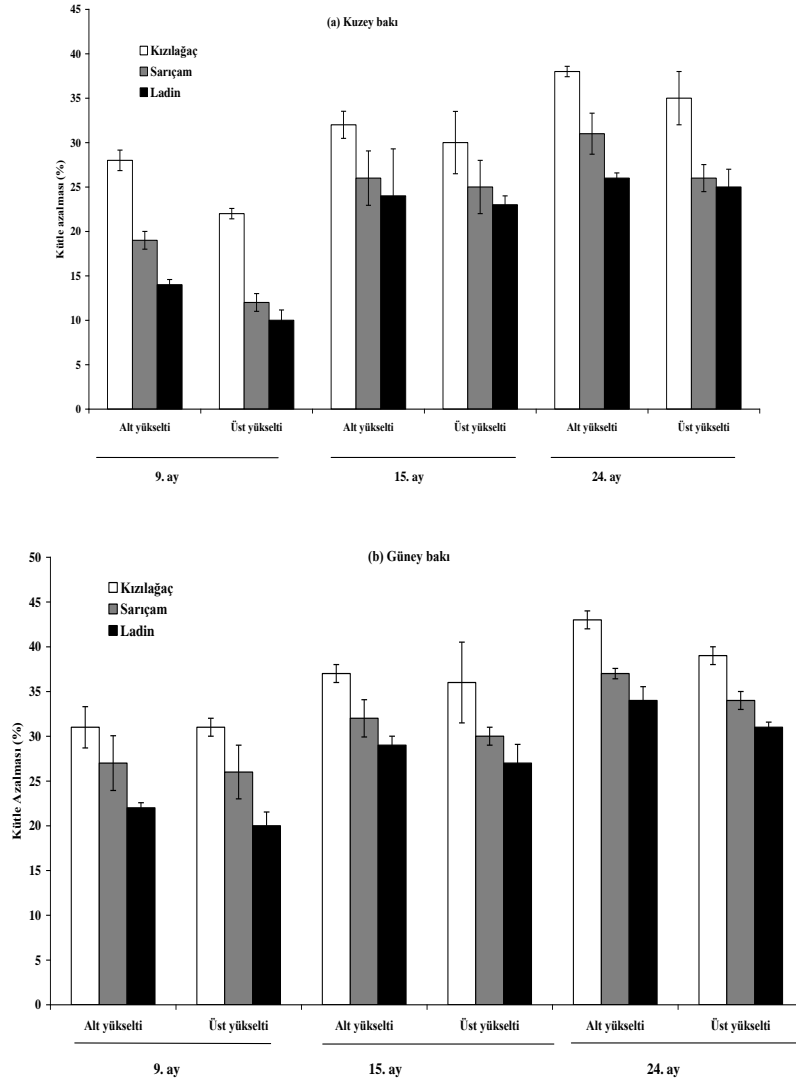 (a) Kuzey bakı
Kızılağaç
Sarıçam
Ladin
Kütle azalması (%)
45
40
35
30
25
20
15
10
5
0
Alt yükselti Üst yükselti Alt yükselti Üst yükselti Alt yükselti Üst yükselti
9. ay 15. ay 24. ay
(b) Güney bakı
Kızılağaç
Sarıçam
Ladin
Kütle Azalması (%)
50
45
40
35
30
25
20
15
10
5
0
Alt yükselti Üst yükselti Alt yükselti Üst yükselti Alt yükselti Üst yükselti
9. ay 15. ay 24. ay